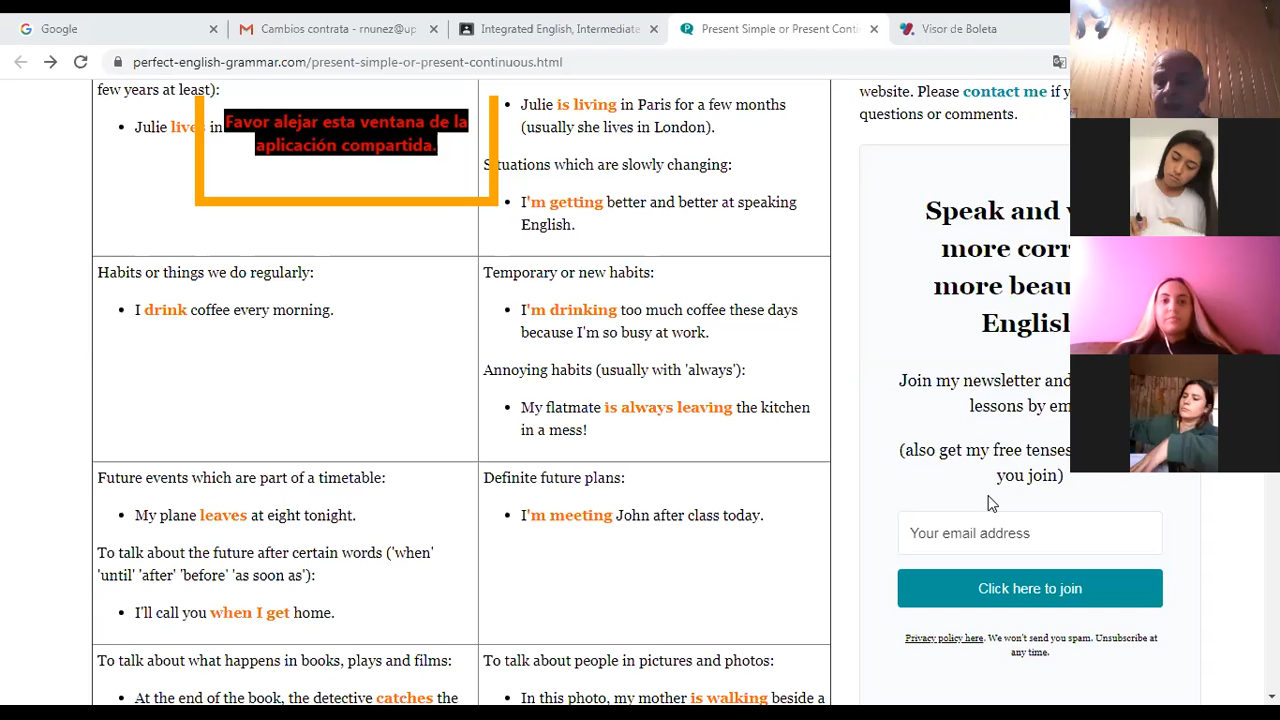 Google
Cambios contrata - rnunez@up
Integrated English, Intermediate
Present Simple or Present Conti
Visor de Boleta
perfect-english-grammar.com/present-simple-or-present-continuous.html
few years at least):
Julie lives in
Favor alejar esta ventana de la
aplicación compartida.
Habits or things we do regularly:
I drink coffee every morning.
Future events which are part of a timetable:
My plane leaves at eight tonight.
To talk about the future after certain words ('when'
'until' 'after' 'before' 'as soon as'):
I'll call you when I get home.
To talk about what happens in books, plays and films:
At the end of the book, the detective catches the
Julie is living in Paris for a few months
(usually she lives in London).
Situations which are slowly changing:
I'm getting better and better at speaking
English.
Temporary or new habits:
I'm drinking too much coffee these days
because I'm so busy at work.
Annoying habits (usually with 'always'):
My flatmate is always leaving the kitchen
in a mess!
Definite future plans:
I'm meeting John after class today.
To talk about people in pictures and photos:
In this photo, my mother is walking beside a
website. Please contact me if
questions or comments.
Speak and
more corr
more beau
English
Join my newsletter and
lessons by em
(also get my free tenses
you join)
Your email address
Click here to join
Privacy policy here. We won't send you spam. Unsubscribe at
any time.